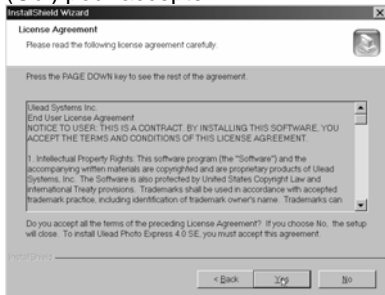 InstallShield Wizard
License Agreement
Please read the following license agreement carefully.
Press the PAGE DOWN key to see the rest of the agreement.
Ulead Systems Inc.
End User License Agreement
NOTICE TO USER: THIS IS A CONTRACT. BY INSTALLING THIS SOFTWARE, YOU
ACCEPT THE TERMS AND CONDITIONS OF THIS LICENSE AGREEMENT.
1. Intellectual Property Rights. This software program (the "Software") and the
accompanying written materials are copyrighted and are proprietary products of Ulead
Systems, Inc. The Software is also protected by United States Copyright Law and
international Treaty provisions. Trademarks shall be used in accordance with accepted
trademark practice, including identification of trademark owner's name. Trademarks can
Do you accept all the terms of the preceding License Agreement? If you choose No, the setup
will close. To install Ulead Photo Express 4.0 SE, you must accept this agreement.
InstallShield
< Back Yes No